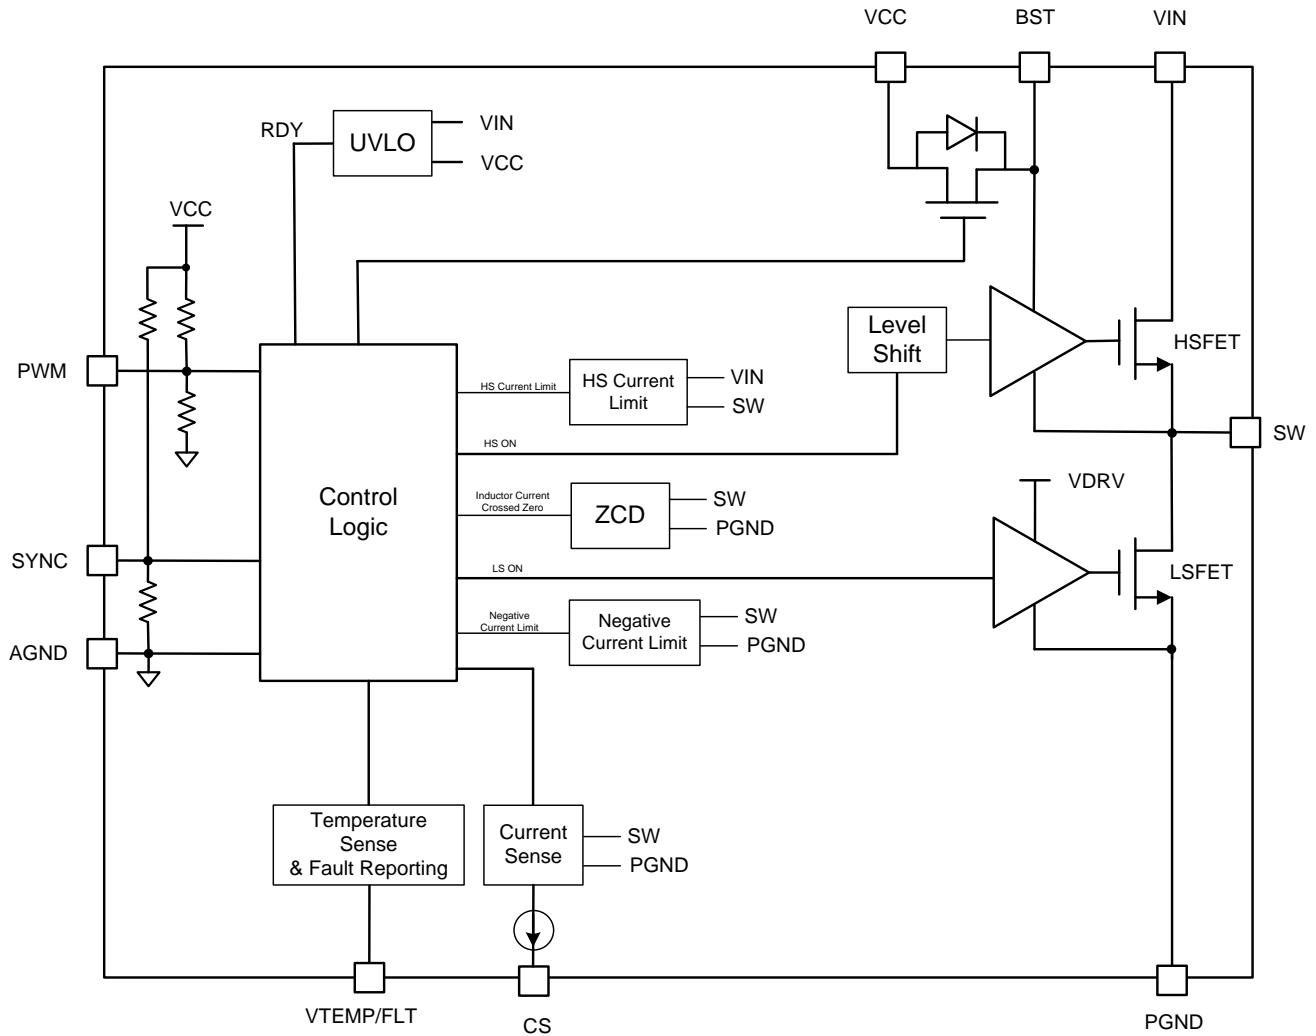 VCC
BST
VIN
RDY
UVLO
VIN
VCC
VCC
Level
Shift
HSFET
PWM
HS Current Limit
HS Current
Limit
VIN
SW
HS ON
SW
Control
Logic
Inductor Current
Crossed Zero
ZCD
SW
PGND
VDRV
SYNC
LS ON
LSFET
Negative
Current Limit
Negative
Current Limit
SW
PGND
AGND
Temperature
Sense
& Fault Reporting
Current
Sense
SW
PGND
VTEMP/FLT
CS
PGND